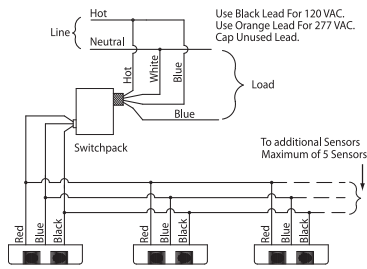 Hot
Use Black Lead For 120 VAC.
Use Orange Lead For 277 VAC.
Cap Unused Lead.
Line
Neutral
Hot
White
Blue
Load
Blue
Switchpack
To additional Sensors
Maximum of 5 Sensors
Red
Blue
Black
Red
Blue
Black
Red
Blue
Black